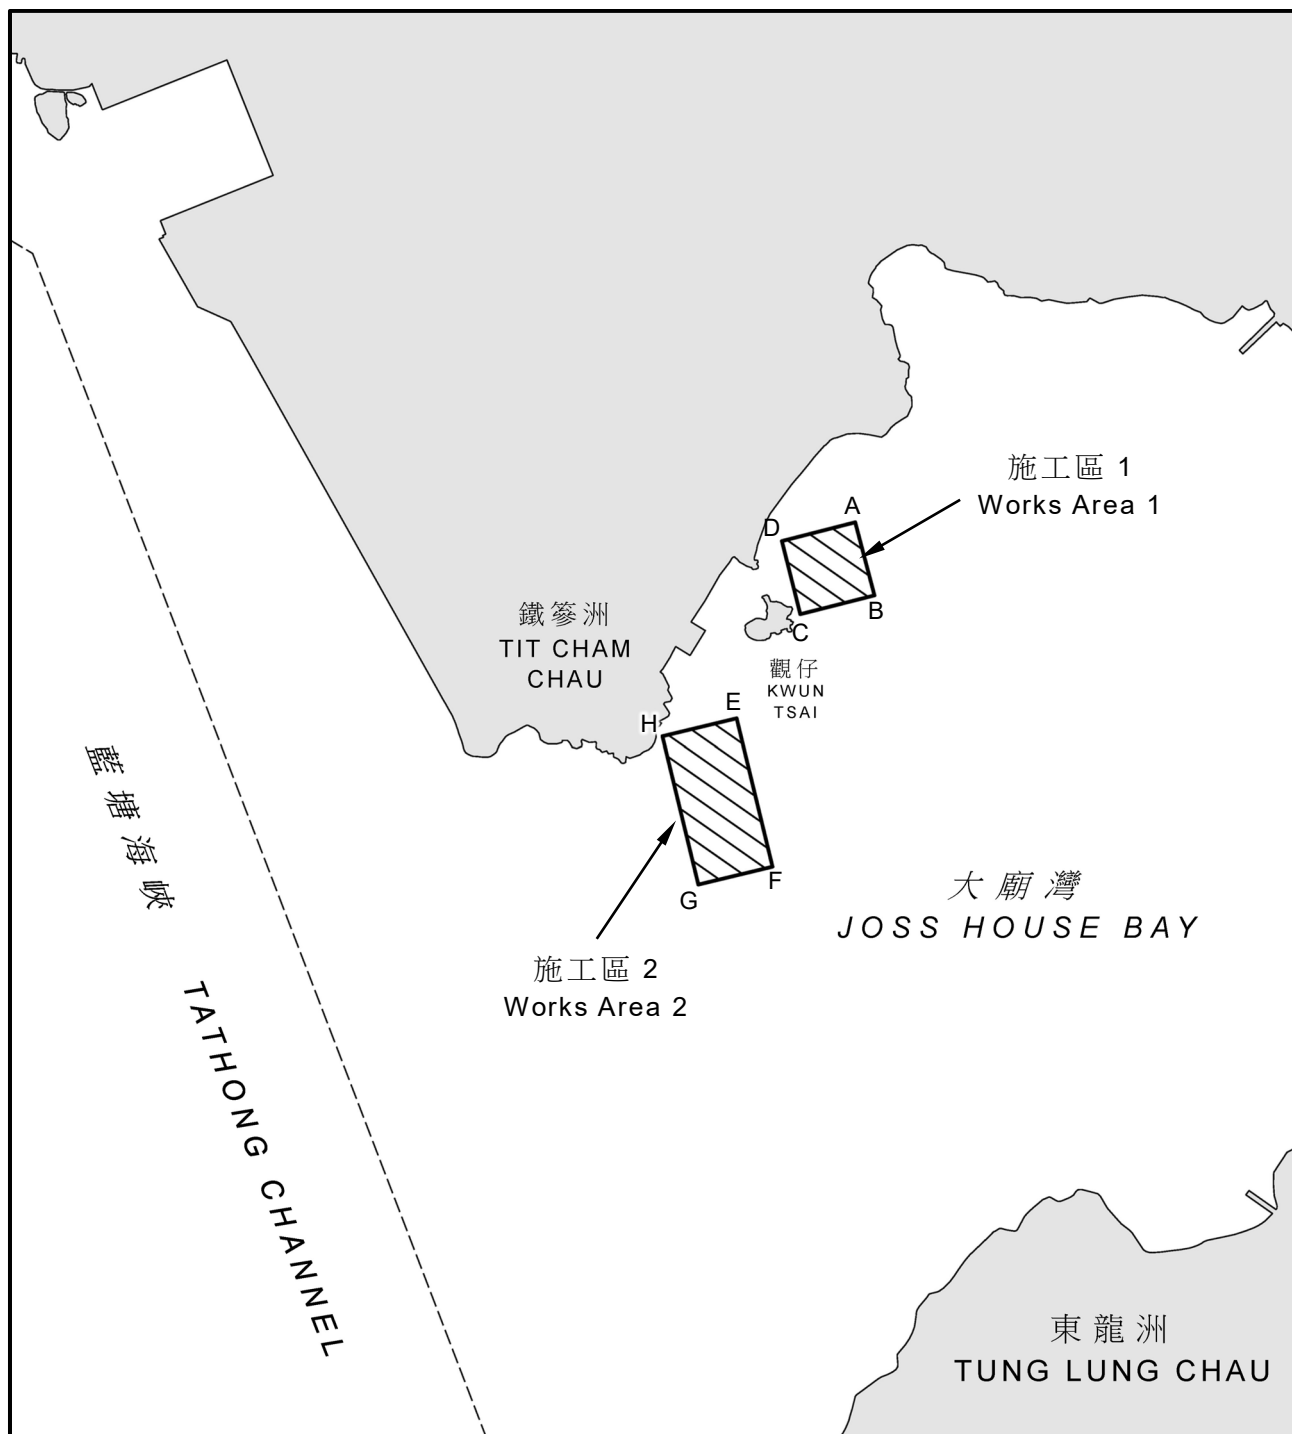 施工區 1
Works Area 1
A
D
B
C
鐵篸洲
TIT CHAM
CHAU
觀仔
KWUN
TSAI
E
H
F
G
藍塘海峽
TATHONG CHANNEL
大廟灣
JOSS HOUSE BAY
施工區 2
Works Area 2
東龍洲
TUNG LUNG CHAU